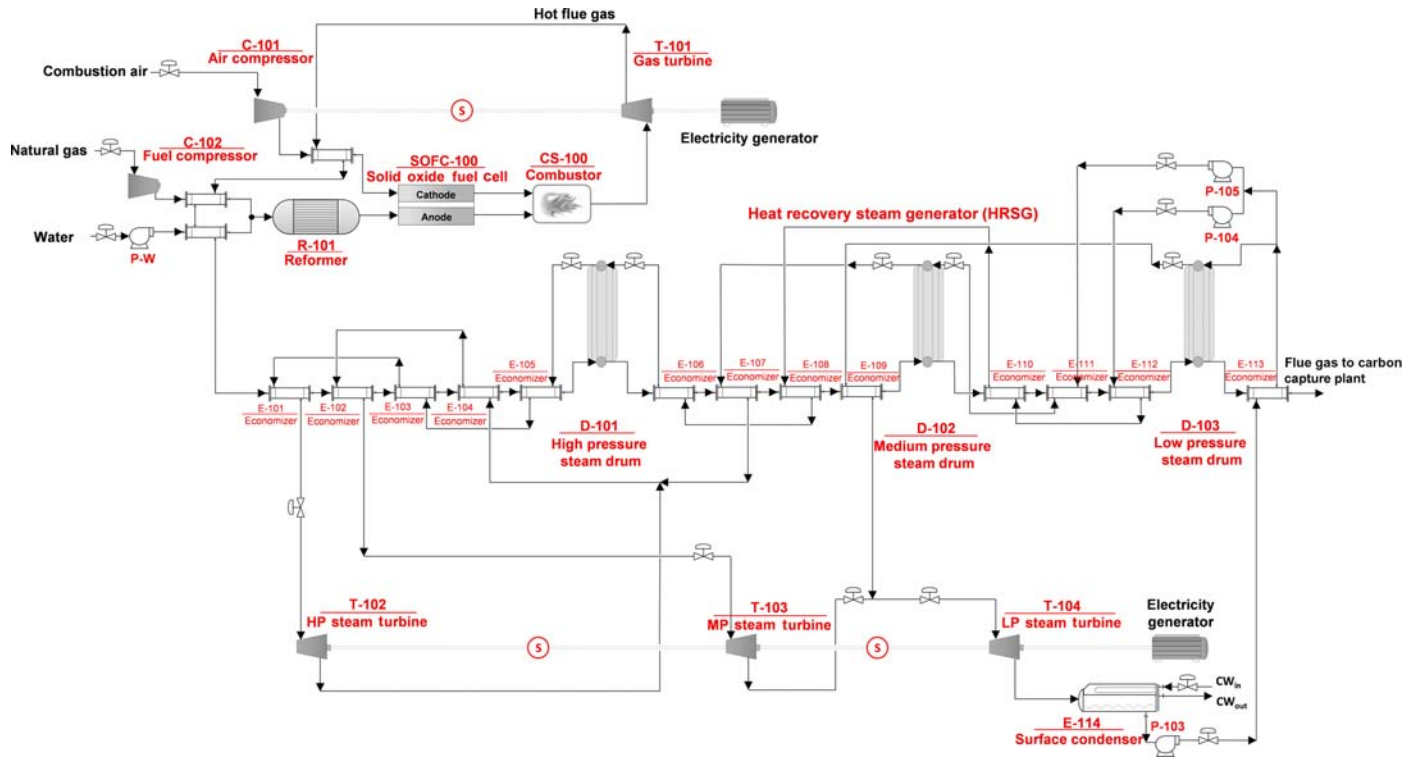 Hot flue gas
C-101
Air compressor
T-101
Gas turbine
Combustion air
S
Electricity generator
C-102
Fuel compressor
Natural gas
SOFC-100
Solid oxide fuel cell
CS-100
Combustor
Cathode
Anode
Water
P-W
R-101
Reformer
Heat recovery steam generator (HRSG)
P-105
P-104
E-101
Economizer
E-102
Economizer
E-103
Economizer
E-104
Economizer
E-105
Economizer
E-106
Economizer
E-107
Economizer
E-108
Economizer
E-109
Economizer
E-110
Economizer
E-111
Economizer
E-112
Economizer
E-113
Economizer
Flue gas to carbon
capture plant
D-101
High pressure
steam drum
D-102
Medium pressure
steam drum
D-103
Low pressure
steam drum
T-102
HP steam turbine
T-103
MP steam turbine
T-104
LP steam turbine
Electricity
generator
S
S
CWin
CWout
E-114
Surface condenser
P-103